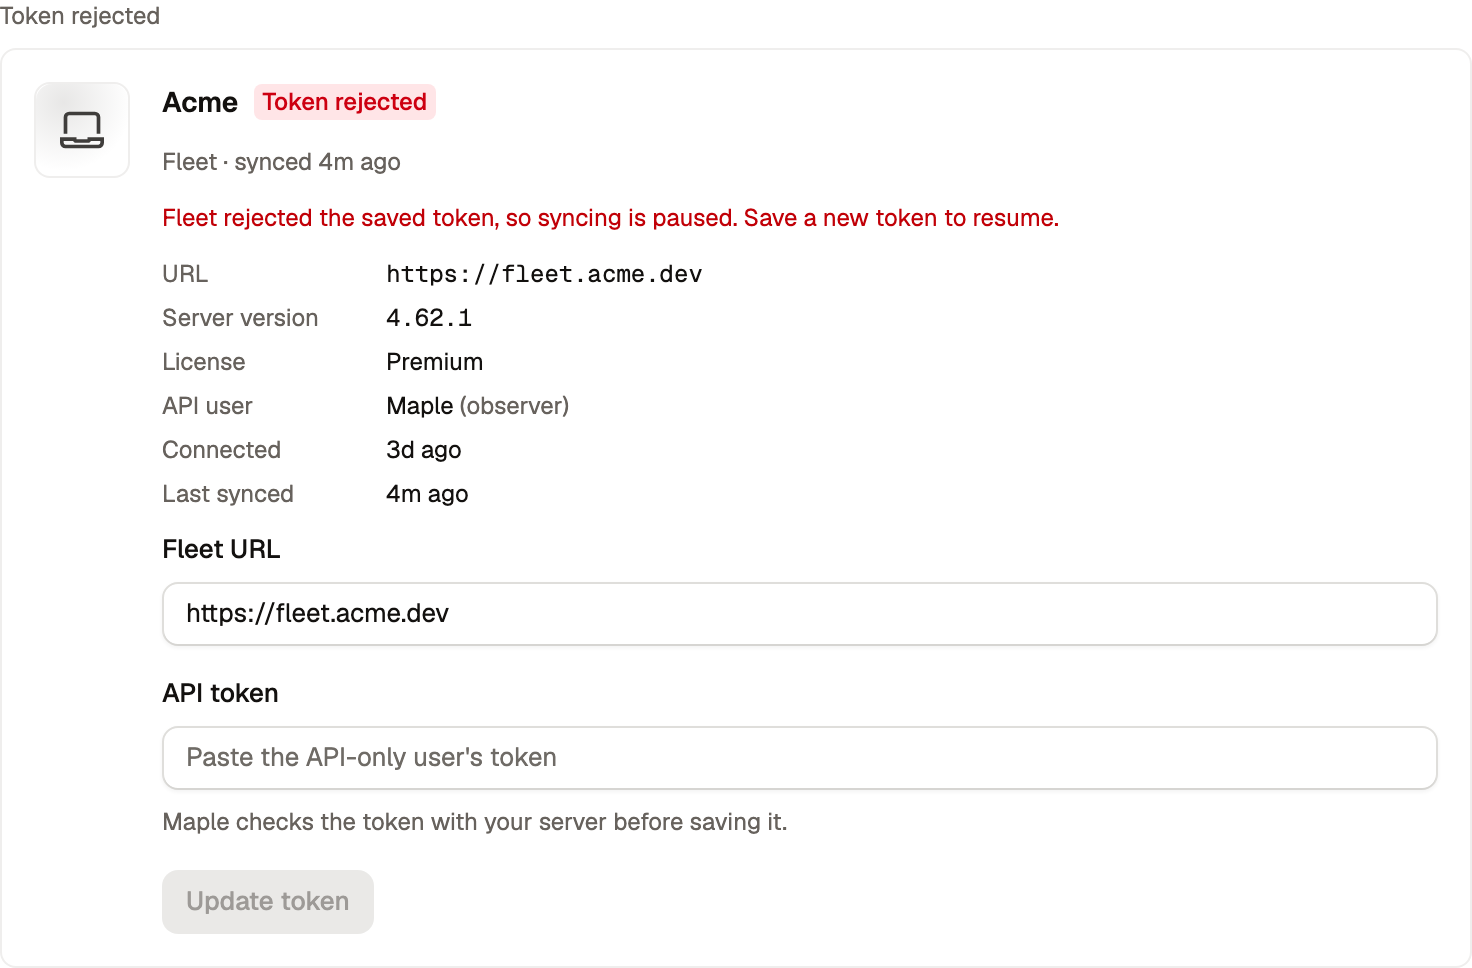 Token rejected
Acme Token rejected
Fleet · synced 4m ago
Fleet rejected the saved token, so syncing is paused. Save a new token to resume.
URL https://fleet.acme.dev
Server version 4.62.1
License Premium
API user Maple (observer)
Connected 3d ago
Last synced 4m ago
Fleet URL
https://fleet.acme.dev
API token
Paste the API-only user's token
Maple checks the token with your server before saving it.
Update token